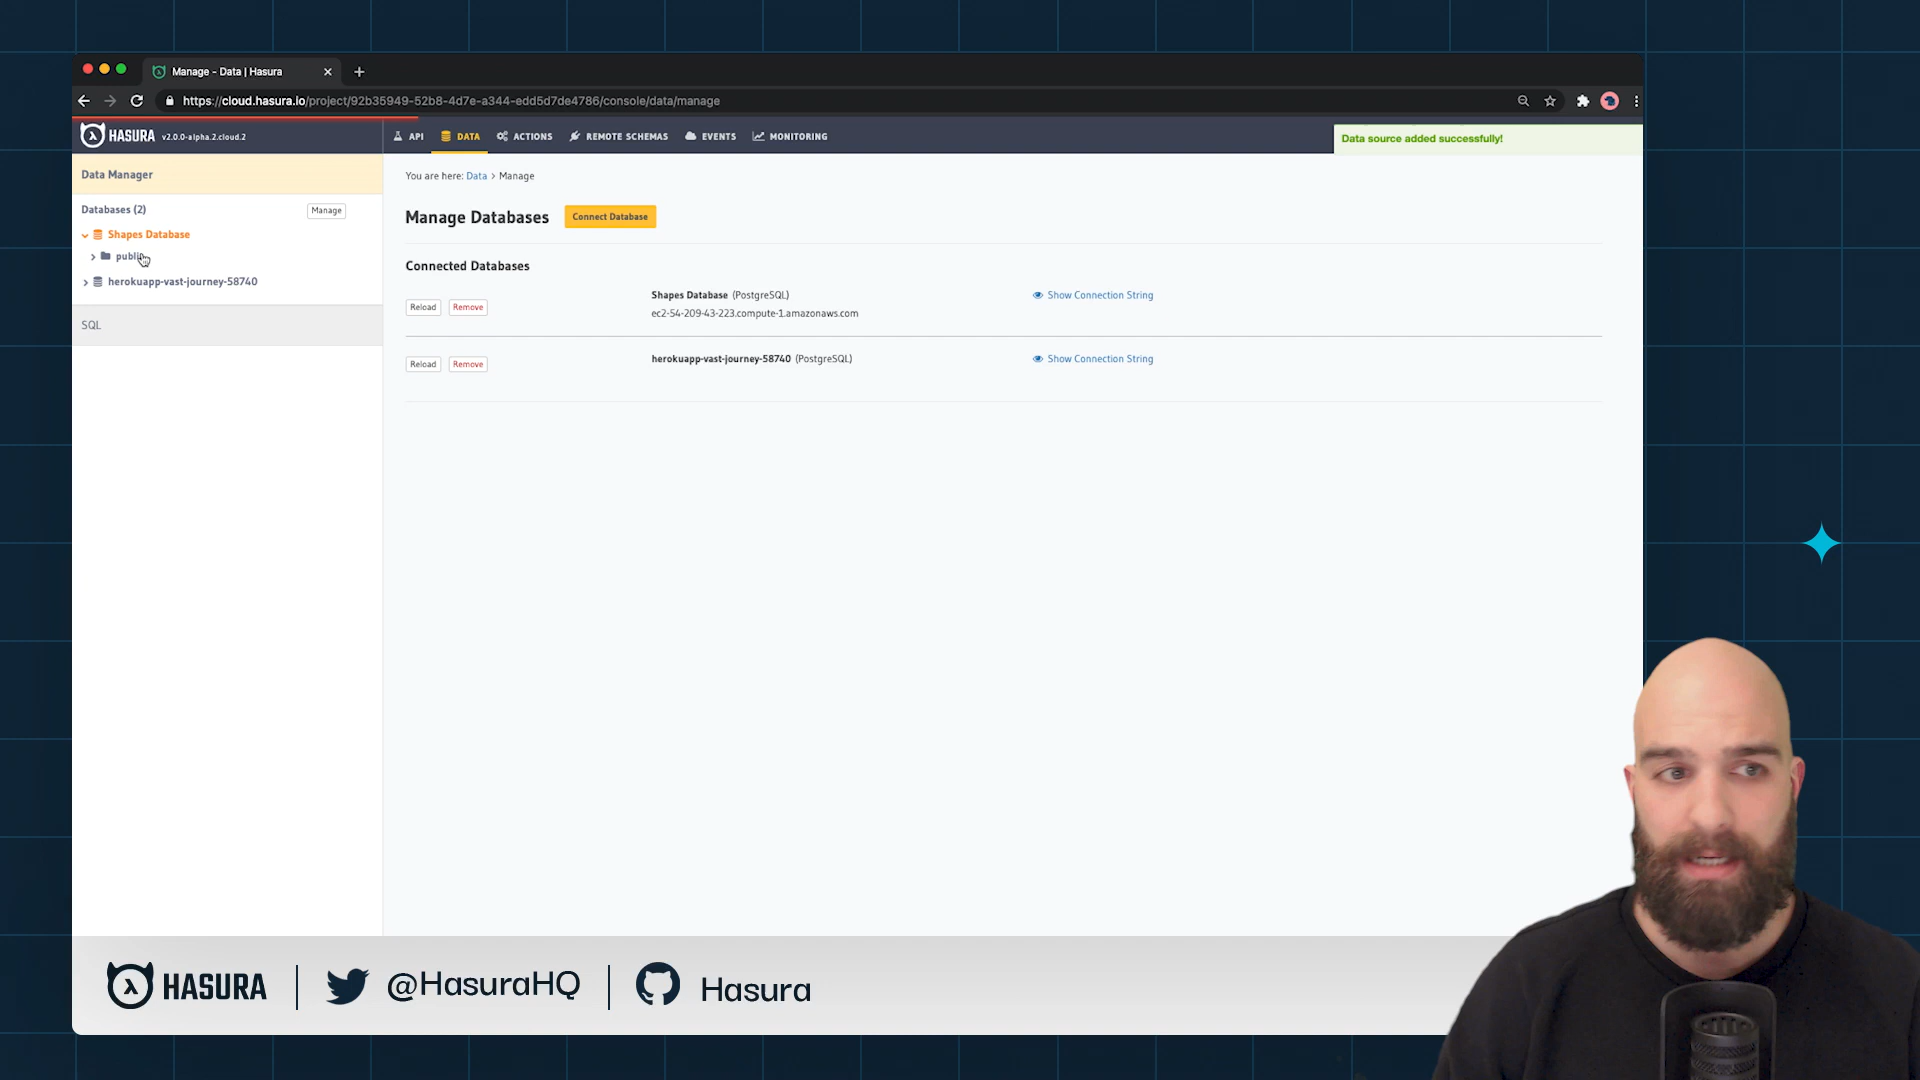 Manage - Data | Hasura
https://cloud.hasura.io/project/92b35949-52b8-4d7e-a344-edd5d7de4786/console/data/manage
HASURA v2.0.0-alpha.2.cloud.2
API DATA ACTIONS REMOTE SCHEMAS EVENTS MONITORING
Data source added successfully!
Data Manager
You are here: Data > Manage
Databases (2) Manage
Manage Databases Connect Database
Shapes Database
public
herokuapp-vast-journey-58740
SQL
Connected Databases
Reload Remove
Shapes Database (PostgreSQL)
ec2-54-209-43-223.compute-1.amazonaws.com
Show Connection String
Reload Remove
herokuapp-vast-journey-58740 (PostgreSQL)
Show Connection String
HASURA @HasuraHQ Hasura